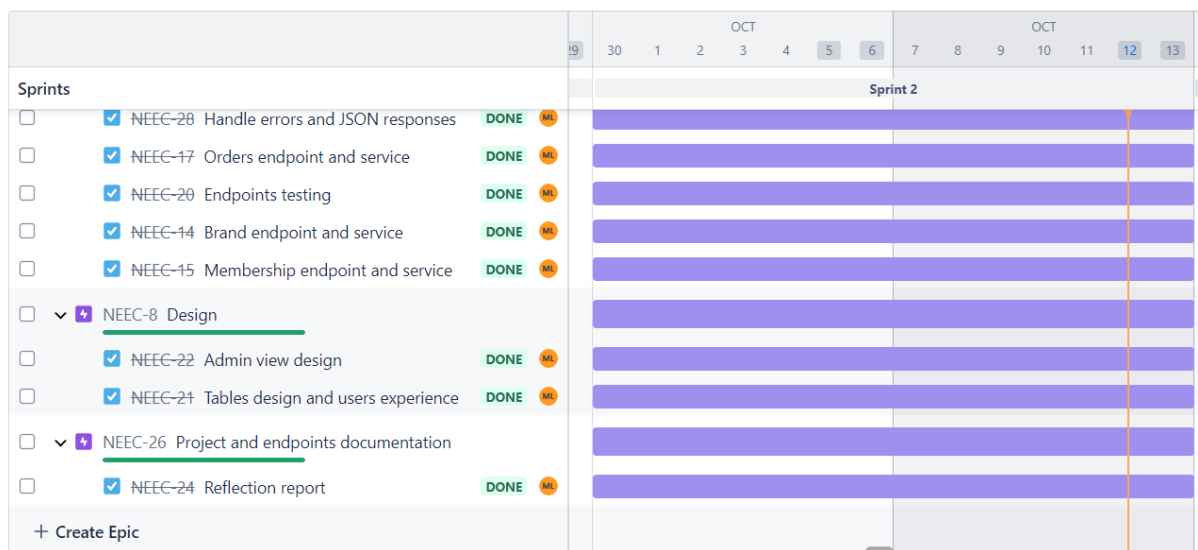 OCT OCT
29 30 1 2 3 4 5 6 7 8 9 10 11 12 13
Sprints Sprint 2
NEEC-28 Handle errors and JSON responses DONE ML
NEEC-17 Orders endpoint and service DONE ML
NEEC-20 Endpoints testing DONE ML
NEEC-14 Brand endpoint and service DONE ML
NEEC-15 Membership endpoint and service DONE ML
NEEC-8 Design
NEEC-22 Admin view design DONE ML
NEEC-21 Tables design and users experience DONE ML
NEEC-26 Project and endpoints documentation
NEEC-24 Reflection report DONE ML
+ Create Epic